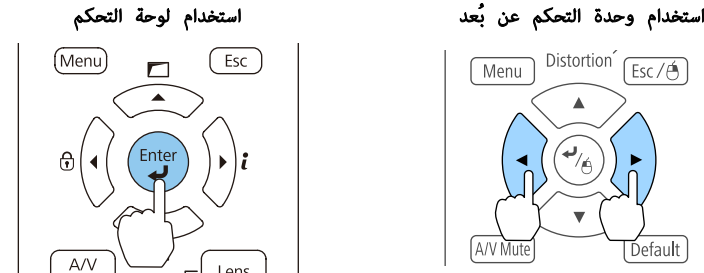 استخدام وحدة التحكم عن بُعد
استخدام لوحة التحكم
Menu
Esc
Enter
i
A/V
Lens
Distortion
Menu
Esc/
A/V Mute
Default